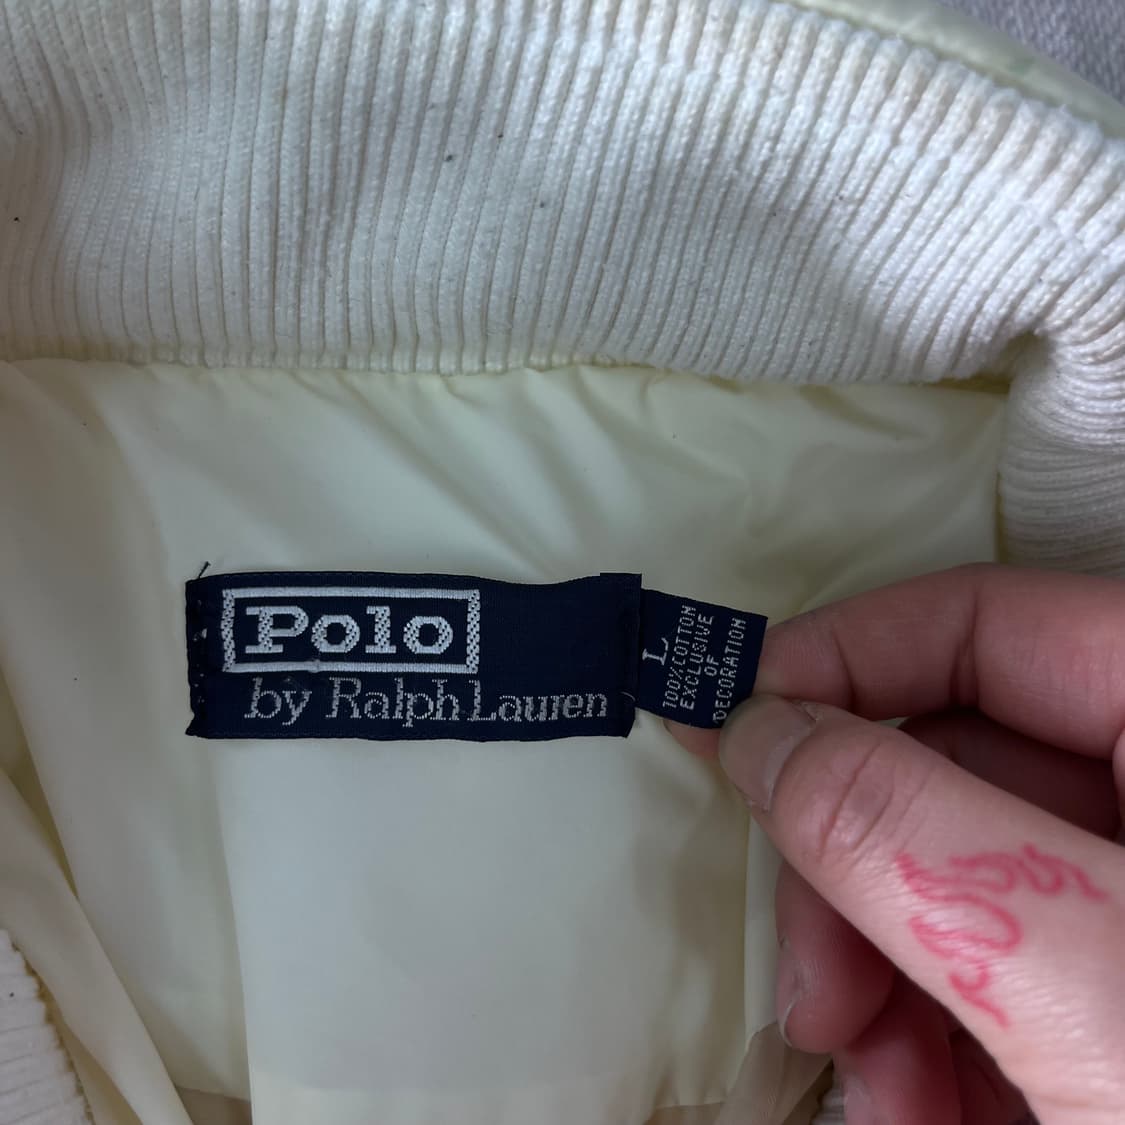 Polo
by Ralph Lauren
L
100%COTTON
EXCLUSIVE
OF
DECORATION